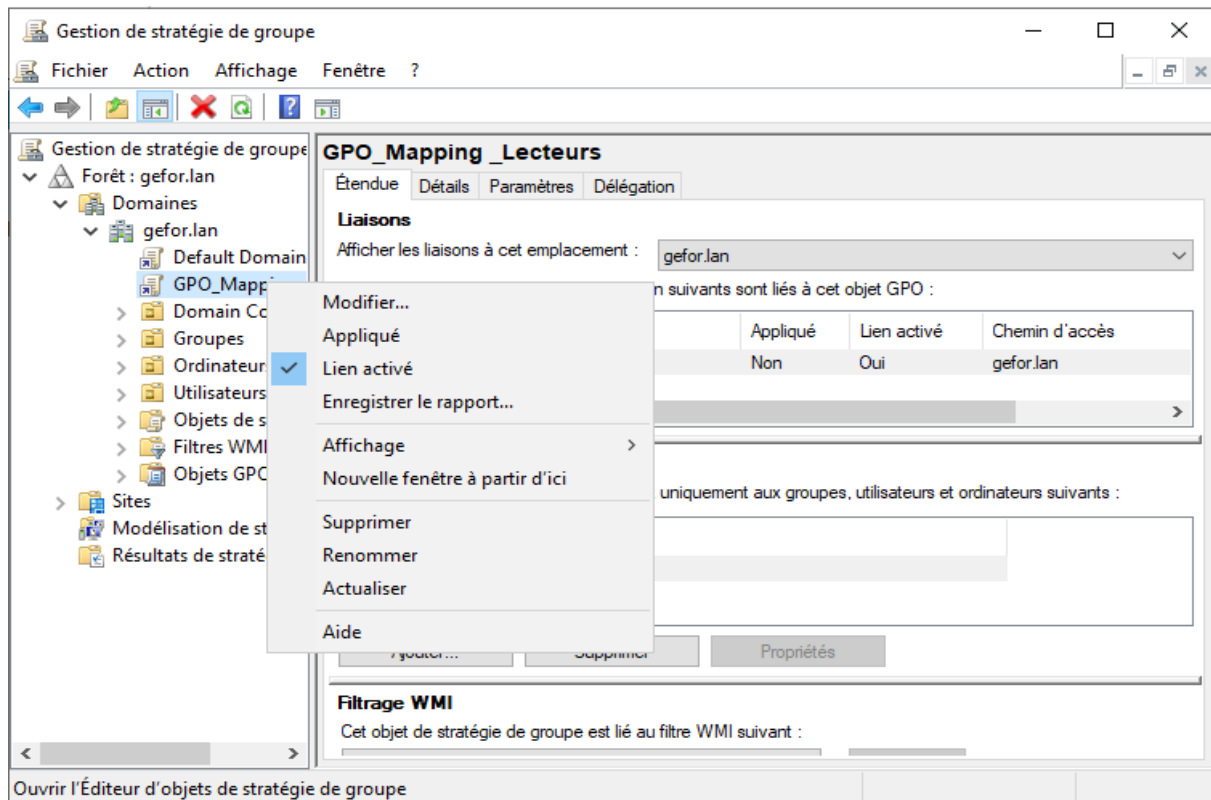 Gestion de stratégie de groupe
Fichier Action Affichage Fenêtre ?
Gestion de stratégie de groupe
Forêt : gefor.lan
Domaines
gefor.lan
Default Domain
GPO_Mapp
Domain Co
Groupes
Ordinateur
Utilisateurs
Objets de s
Filtres WMI
Objets GPO
Sites
Modélisation de st
Résultats de straté
GPO_Mapping _Lecteurs
Étendue Détails Paramètres Délégation
Liaisons
Afficher les liaisons à cet emplacement : gefor.lan
n suivants sont liés à cet objet GPO :
Appliqué Lien activé Chemin d'accès
Non Oui gefor.lan
uniquement aux groupes, utilisateurs et ordinateurs suivants :
Ajouter... Supprimer Propriétés
Filtrage WMI
Cet objet de stratégie de groupe est lié au filtre WMI suivant :
Modifier...
Appliqué
Lien activé
Enregistrer le rapport...
Affichage
Nouvelle fenêtre à partir d'ici
Supprimer
Renommer
Actualiser
Aide
Ouvrir l'Éditeur d'objets de stratégie de groupe